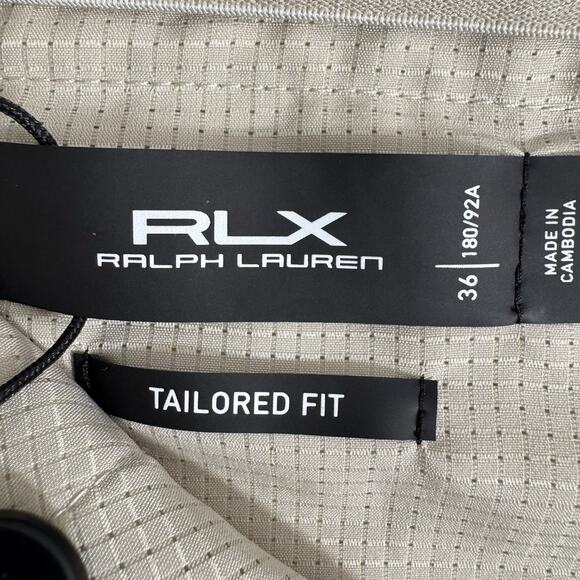 RLX
RALPH LAUREN
36 | 180/92A
MADE IN
CAMBODIA
TAILORED FIT